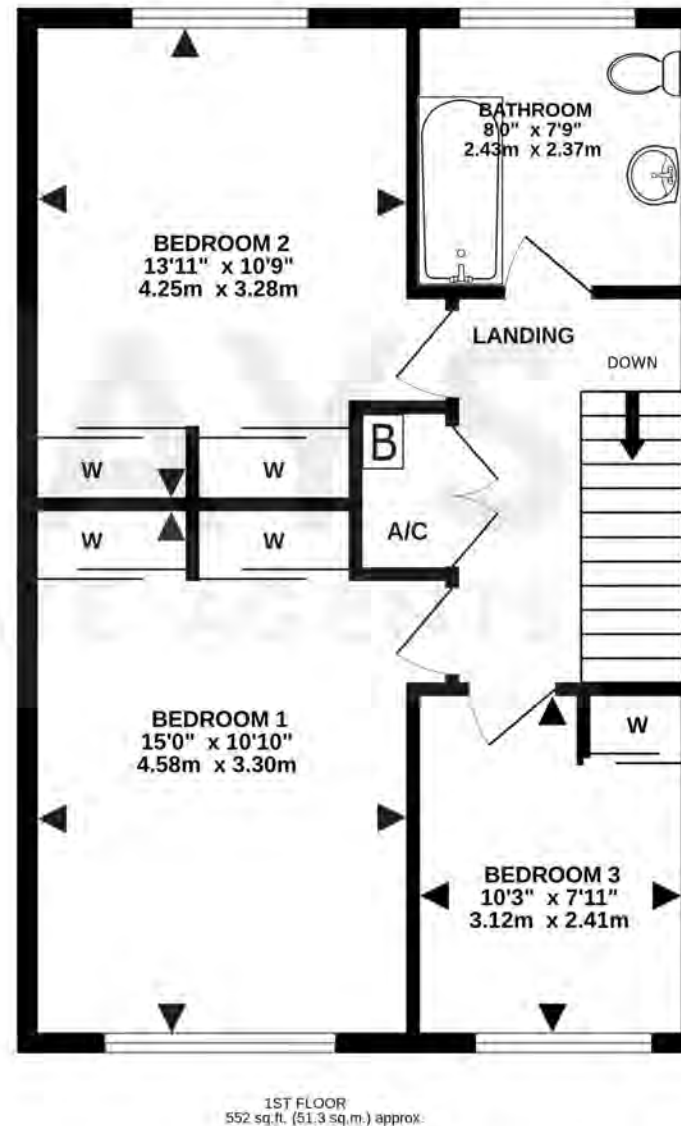 BATHROOM
8'0" x 7'9"
2.43m x 2.37m
BEDROOM 2
13'11" x 10'9"
4.25m x 3.28m
LANDING
DOWN
B
W
W
A/C
W
W
BEDROOM 1
15'0" x 10'10"
4.58m x 3.30m
W
BEDROOM 3
10'3" x 7'11"
3.12m x 2.41m
1ST FLOOR
552 sq.ft. (51.3 sq.m.) approx.